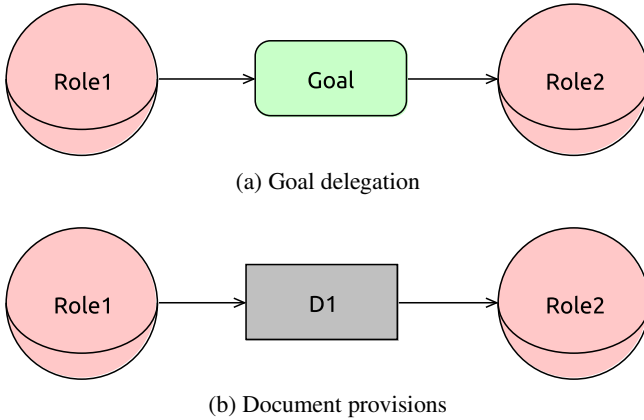 Role1
Goal
Role2
(a) Goal delegation
Role1
D1
Role2
(b) Document provisions